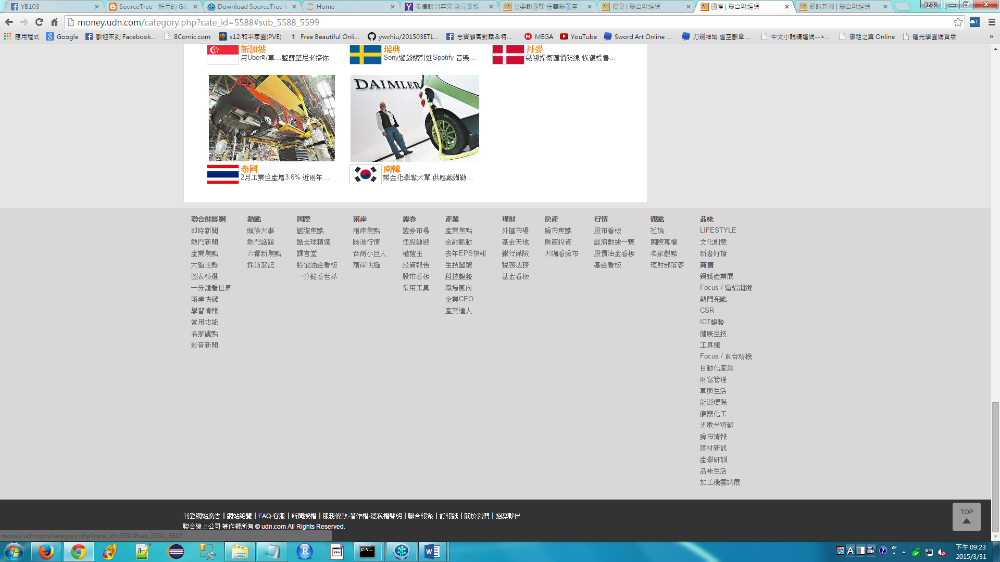 YB103
SourceTree - 好用的 Git
Download SourceTree f
Home
希債談判無果 歐元緊張 -
立委謝國樑 任華聯董座 |
搜尋 | 聯合財經網
國際 | 聯合財經網
即時新聞 | 聯合財經網
建復
money.udn.com/category.php?cate_id=5588#sub_5588_5599
應用程式
Google
歡迎來到 Facebook...
8Comic.com
s12:和平家園(PVE)
Free Beautiful Onli...
ywchiu/201503ETL...
忠實顧客對話＆特...
MEGA
YouTube
Sword Art Online ...
刀劍神域 虛空斷章 ...
中文小說精選網-->...
御姬之翼 Online
曙光學園網頁版
»
新加坡
用Uber叫車…藍寶堅尼來接你
瑞典
Sony遊戲機引進Spotify 音樂…
丹麥
鬆綁捍衛匯價防線 恢復標售…
DAIMLER
泰國
2月工業生產增3.6% 近兩年…
南韓
樂金化學奪大單 供應戴姆勒…
聯合財經網
即時新聞
熱門新聞
產業焦點
大盤走勢
圖表精選
一分鐘看世界
兩岸快遞
學習情報
常用功能
名家觀點
影音新聞
熱點
頭條大事
熱門話題
六都新焦點
採訪筆記
國際
國際焦點
酷全球精選
譯言堂
股價油金看板
一分鐘看世界
兩岸
兩岸焦點
陸港行情
台商小巨人
兩岸快遞
證券
證券市場
個股動態
權證王
投資報告
股市看板
常用工具
產業
產業焦點
金融脈動
去年EPS快報
生技醫藥
科技趨勢
職場風向
企業CEO
產業達人
理財
外匯市場
基金天地
銀行保險
稅務法務
基金看板
房產
房市焦點
房產投資
大咖看房市
行情
股市看板
經濟數據一覽
股價油金看板
基金看板
觀點
社論
國際專欄
名家觀點
理財部落客
品味
LIFESTYLE
文化創意
新書好讀
商情
鋼鐵產業展
Focus / 運錩鋼鐵
熱門亮點
CSR
ICT趨勢
健康生技
工具機
Focus / 東台精機
自動化產業
財富管理
車與生活
能源環保
儀器化工
光電半導體
房市情報
建材新訊
產學研訓
品味生活
加工機雲端展
刊登網站廣告 | 網站總覽 | FAQ‧客服 | 新聞授權 | 服務條款‧著作權‧隱私權聲明 | 聯合報系 | 訂報紙 | 關於我們 | 招募夥伴
聯合線上公司 著作權所有 © udn.com All Rights Reserved.
TOP
money.udn.com/category.php?cate_id=5591#sub_5591_5615
下午 09:23
2015/3/31